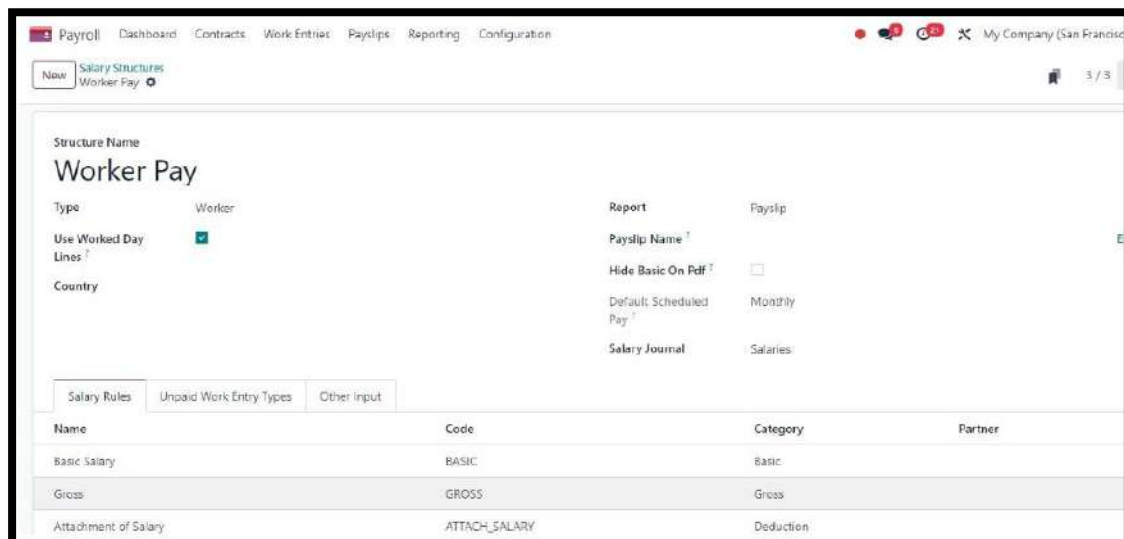 Payroll Dashboard Contracts Work Entries Payslips Reporting Configuration 21 My Company (San Francisco
New Salary Structures
Worker Pay 3 / 3
Structure Name
Worker Pay
Type Worker Report Payslip
Use Worked Day Lines ? Payslip Name ? E
Hide Basic On Pdf ?
Country
Default Scheduled Pay ? Monthly
Salary Journal Salaries
Salary Rules Unpaid Work Entry Types Other Input
Name Code Category Partner
Basic Salary BASIC Basic
Gross GROSS Gross
Attachment of Salary ATTACH_SALARY Deduction